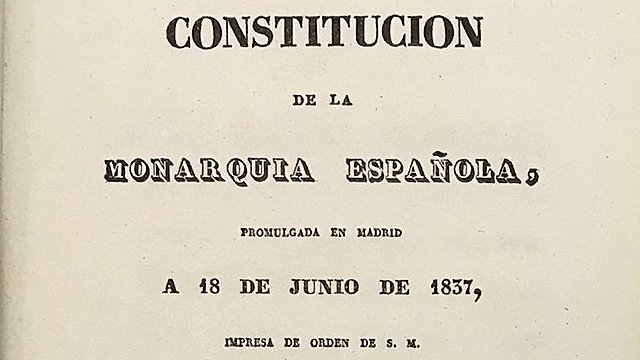 CONSTITUCION
DE LA
MONARQUIA ESPAÑOLA,
PROMULGADA EN MADRID
A 18 DE JUNIO DE 1837,
IMPRESA DE ORDEN DE S. M.